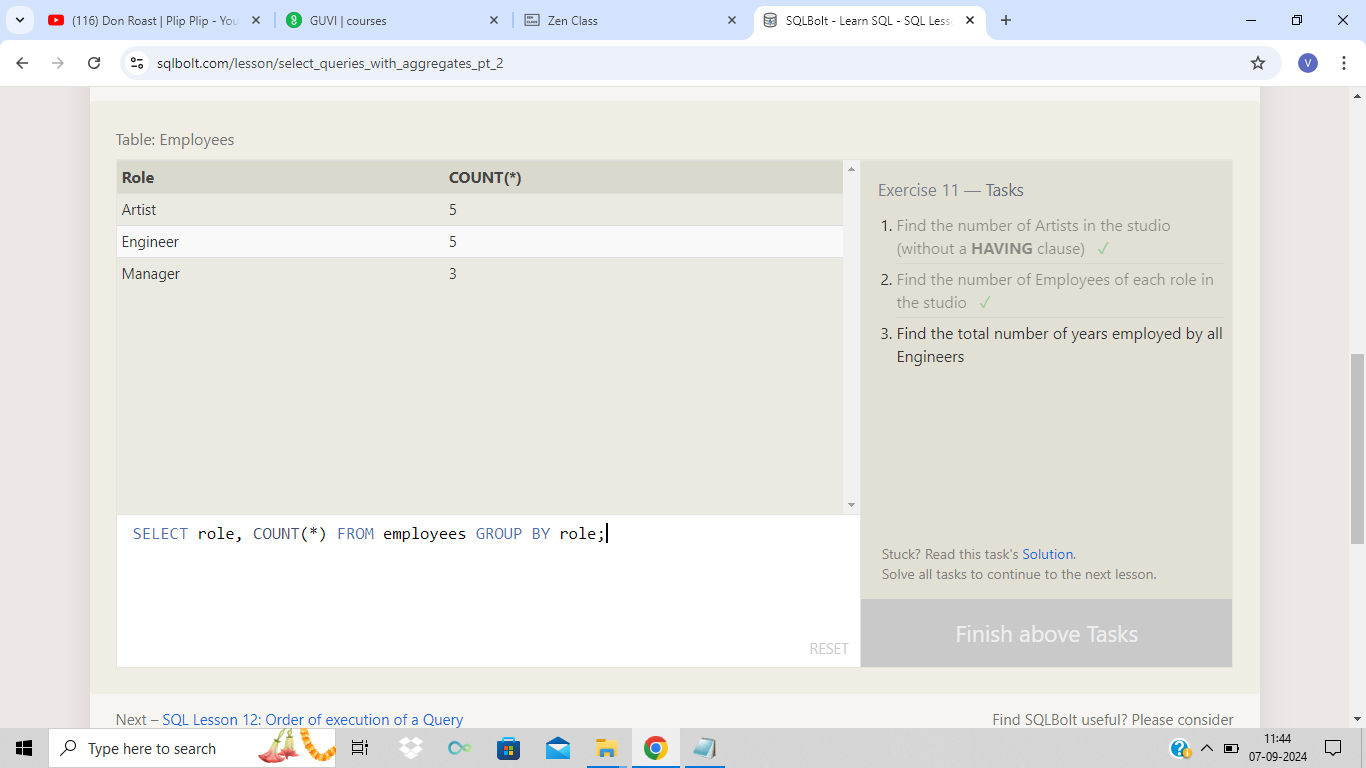 (116) Don Roast | Plip Plip - You
GUVI | courses
Zen Class
SQLBolt - Learn SQL - SQL Less
sqlbolt.com/lesson/select_queries_with_aggregates_pt_2
V
Table: Employees
Role COUNT(*)
Artist 5
Engineer 5
Manager 3
SELECT role, COUNT(*) FROM employees GROUP BY role;
RESET
Exercise 11 — Tasks
1. Find the number of Artists in the studio
(without a HAVING clause) ✓
2. Find the number of Employees of each role in
the studio ✓
3. Find the total number of years employed by all
Engineers
Stuck? Read this task's Solution.
Solve all tasks to continue to the next lesson.
Finish above Tasks
Next – SQL Lesson 12: Order of execution of a Query
Find SQLBolt useful? Please consider
Type here to search
11:44
07-09-2024